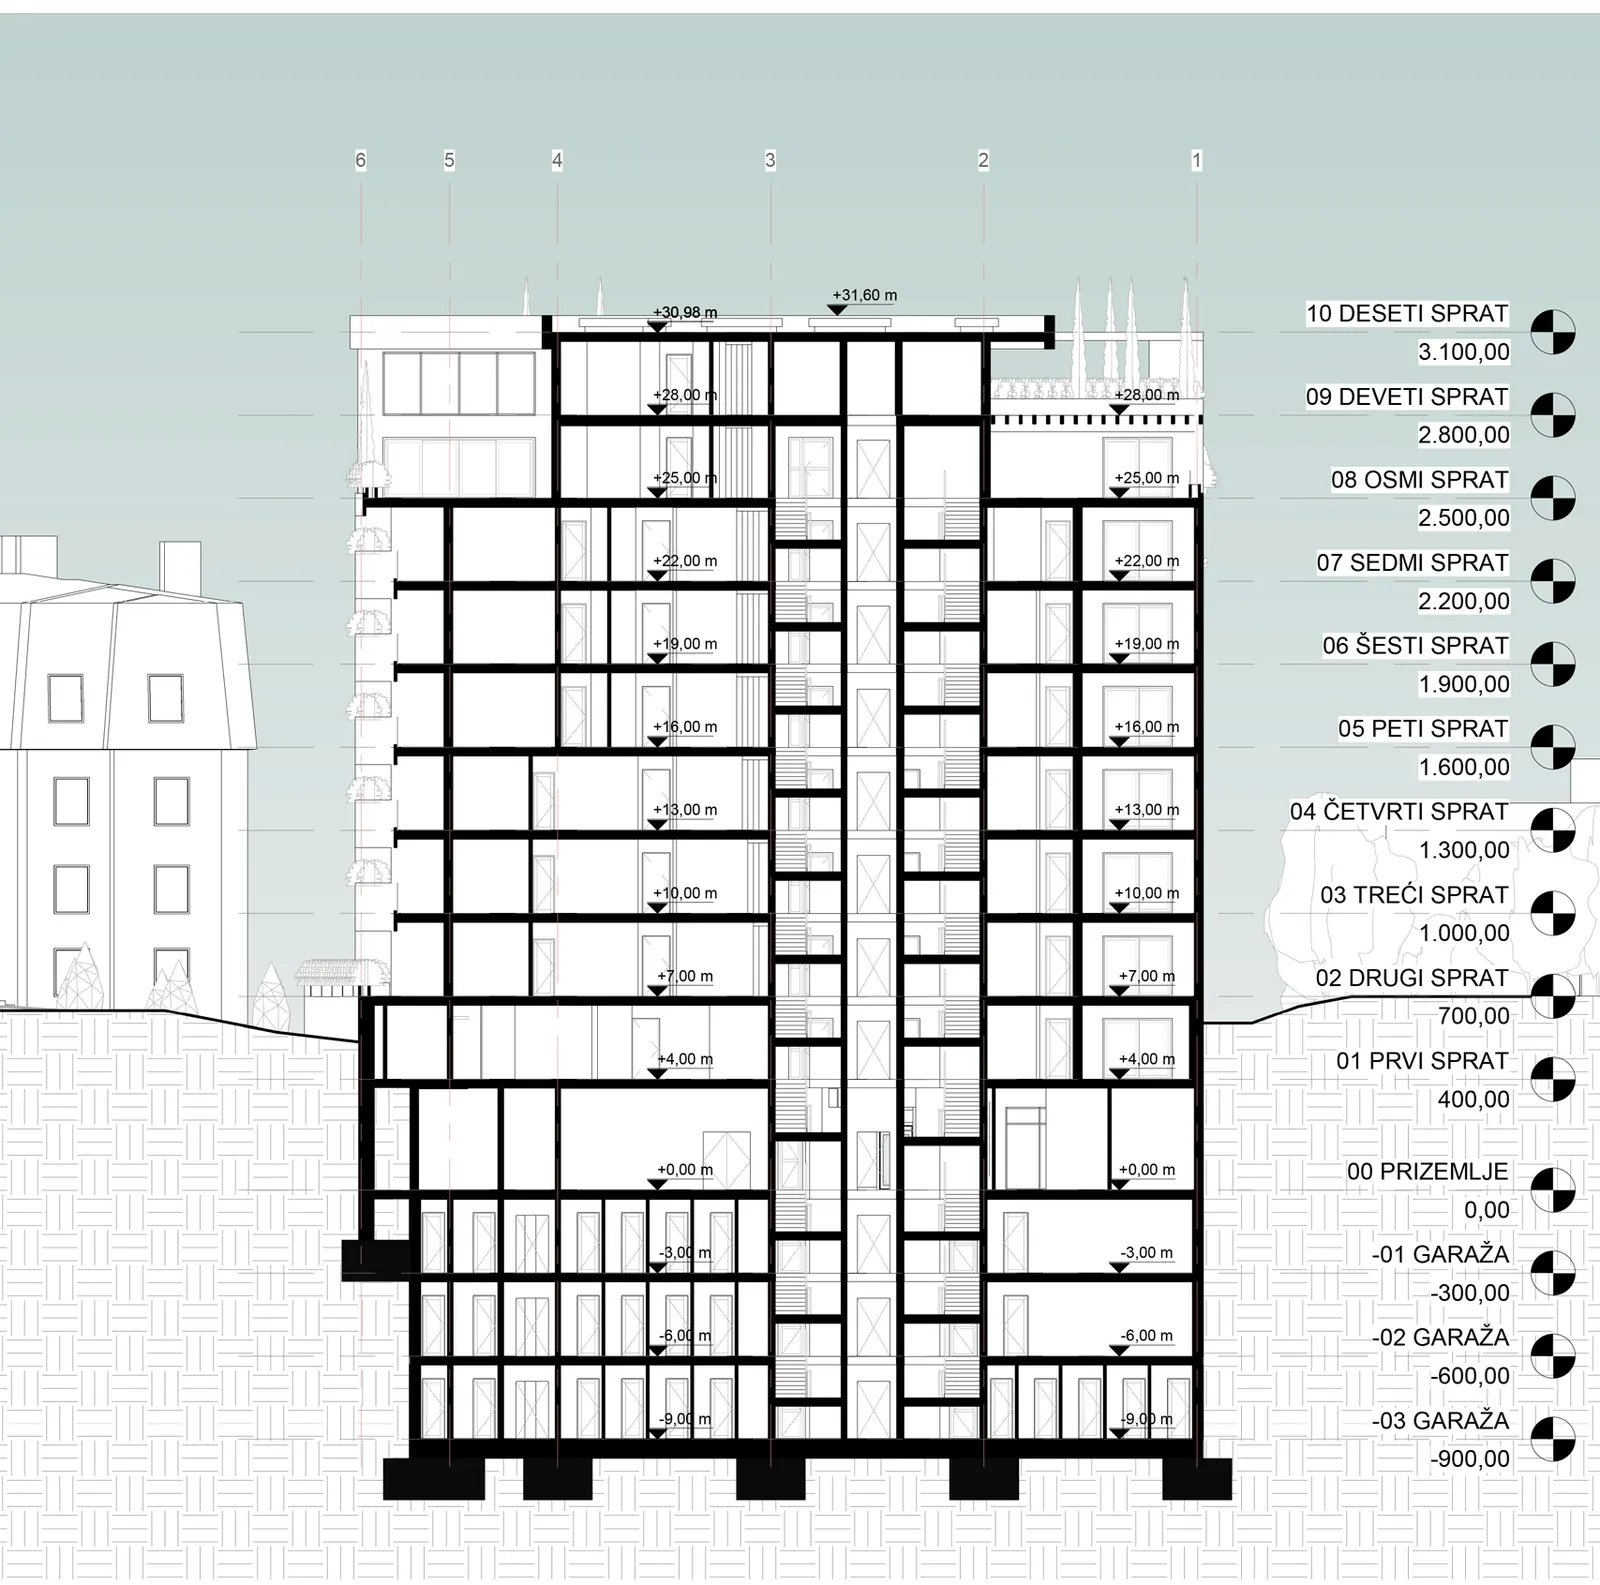 6 5 4 3 2 1
+31,60 m
+30,98 m
10 DESETI SPRAT
3.100,00
+28,00 m +28,00 m
09 DEVETI SPRAT
2.800,00
+25,00 m +25,00 m
08 OSMI SPRAT
2.500,00
+22,00 m +22,00 m
07 SEDMI SPRAT
2.200,00
+19,00 m +19,00 m
06 ŠESTI SPRAT
1.900,00
+16,00 m +16,00 m
05 PETI SPRAT
1.600,00
+13,00 m +13,00 m
04 ČETVRTI SPRAT
1.300,00
+10,00 m +10,00 m
03 TREĆI SPRAT
1.000,00
+7,00 m +7,00 m
02 DRUGI SPRAT
700,00
+4,00 m +4,00 m
01 PRVI SPRAT
400,00
+0,00 m +0,00 m
00 PRIZEMLJE
0,00
-3,00 m -3,00 m
-01 GARAŽA
-300,00
-6,00 m -6,00 m
-02 GARAŽA
-600,00
-9,00 m -9,00 m
-03 GARAŽA
-900,00